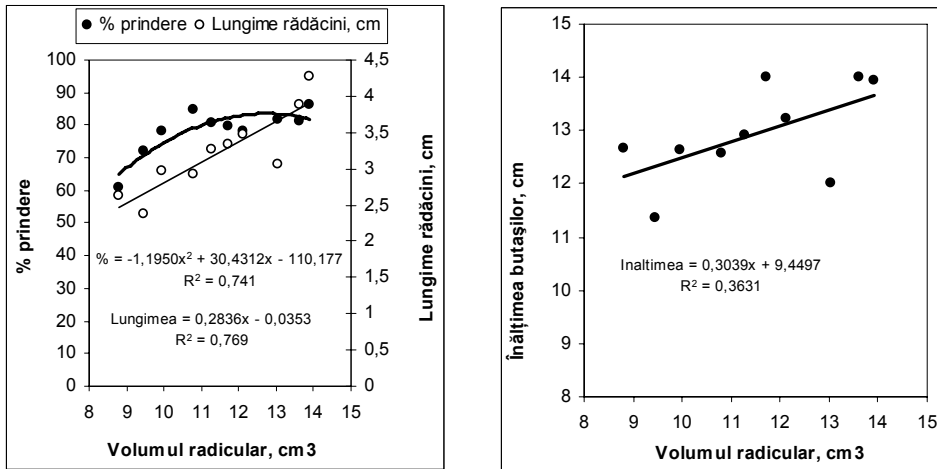 ● % prindere ○ Lungime rădăcini, cm
100
90
80
70
60
50
40
30
20
10
0
4,5
4
3,5
3
2,5
2
1,5
1
0,5
0
% prindere
Lungime rădăcini, cm
% = -1,1950x² + 30,4312x - 110,177
R² = 0,741
Lungimea = 0,2836x - 0,0353
R² = 0,769
8 9 10 11 12 13 14 15
Volumul radicular, cm3
15
14
13
12
11
10
9
8
Înălțimea butașilor, cm
Inaltimea = 0,3039x + 9,4497
R² = 0,3631
8 9 10 11 12 13 14 15
Volumul radicular, cm3